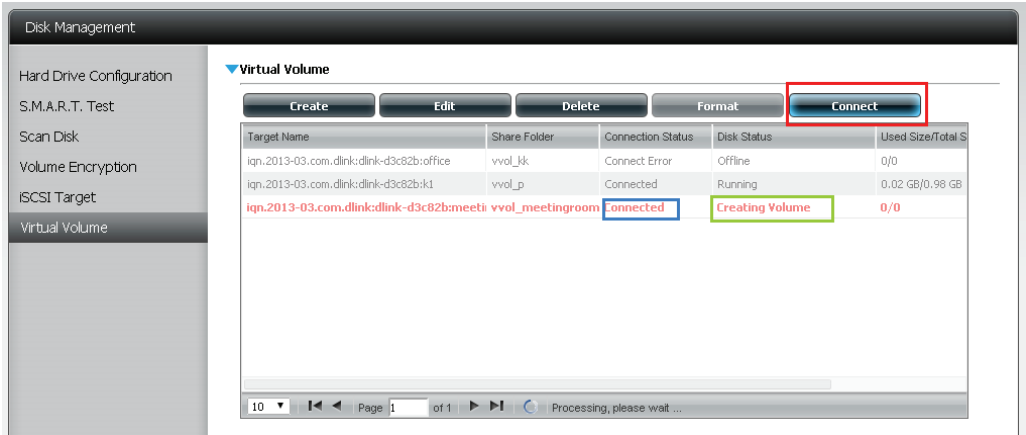 Disk Management
Hard Drive Configuration
S.M.A.R.T. Test
Scan Disk
Volume Encryption
iSCSI Target
Virtual Volume
Virtual Volume
Create Edit Delete Format Connect
Target Name Share Folder Connection Status Disk Status Used Size/Total S
iqn.2013-03.com.dlink:dlink-d3c82b:office vvol_kk Connect Error Offline 0/0
iqn.2013-03.com.dlink:dlink-d3c82b:k1 vvol_p Connected Running 0.02 GB/0.98 GB
iqn.2013-03.com.dlink:dlink-d3c82b:meeti vvol_meetingroom Connected Creating Volume 0/0
10 Page 1 of 1 Processing, please wait ...